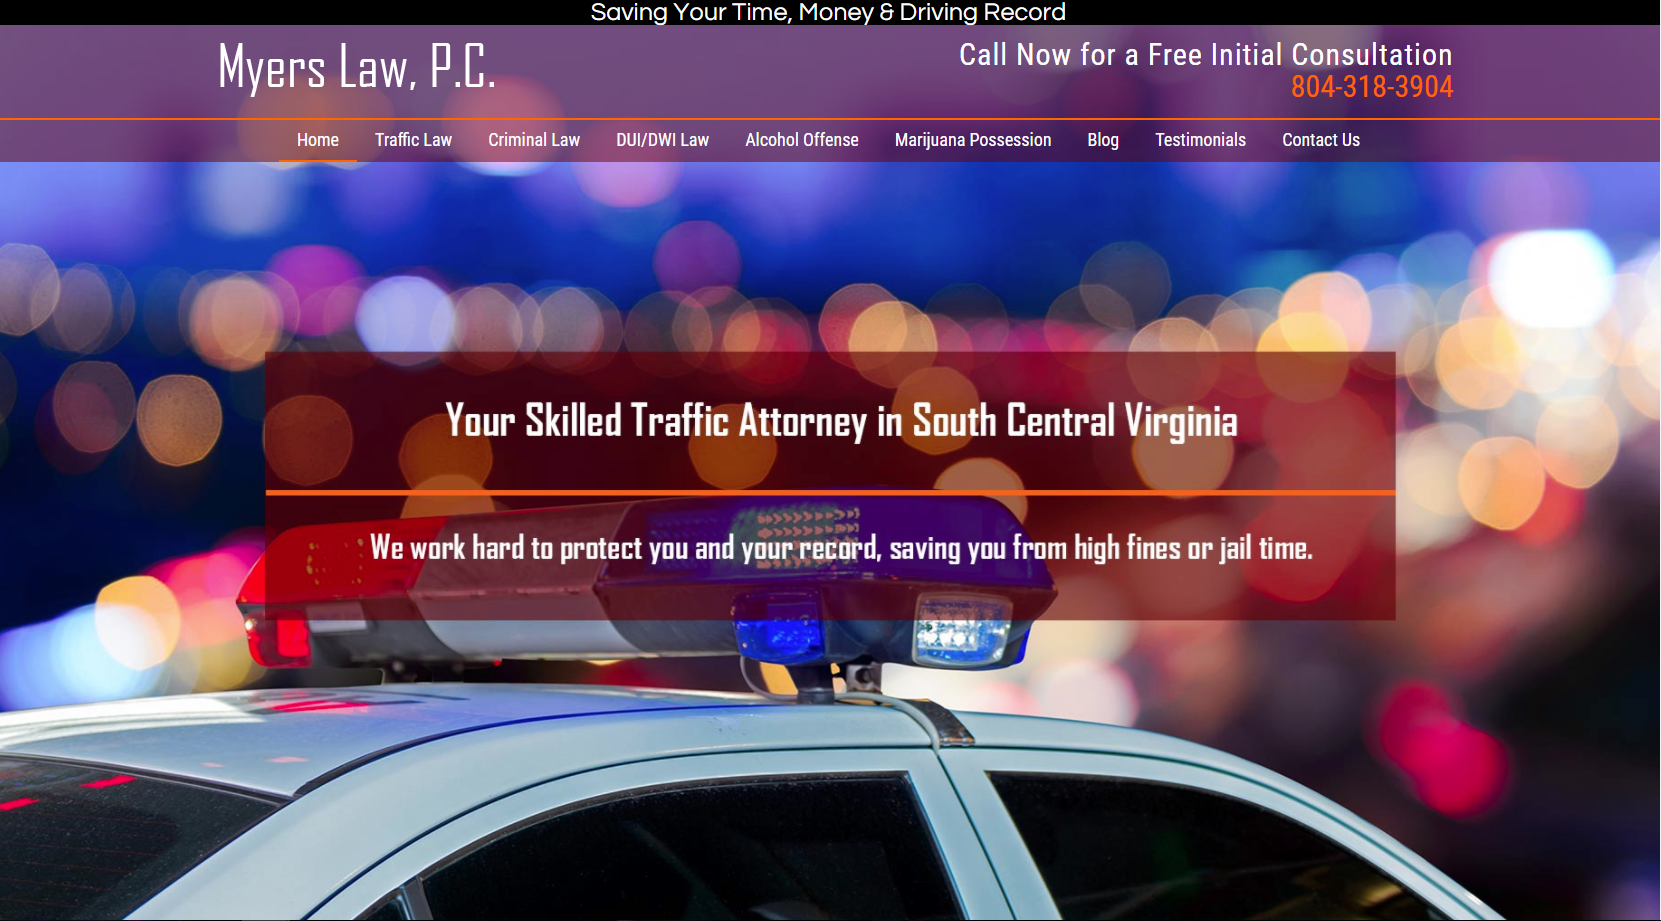 Saving Your Time, Money & Driving Record
Myers Law, P.C.
Call Now for a Free Initial Consultation
804-318-3904
Home Traffic Law Criminal Law DUI/DWI Law Alcohol Offense Marijuana Possession Blog Testimonials Contact Us
Your Skilled Traffic Attorney in South Central Virginia
We work hard to protect you and your record, saving you from high fines or jail time.